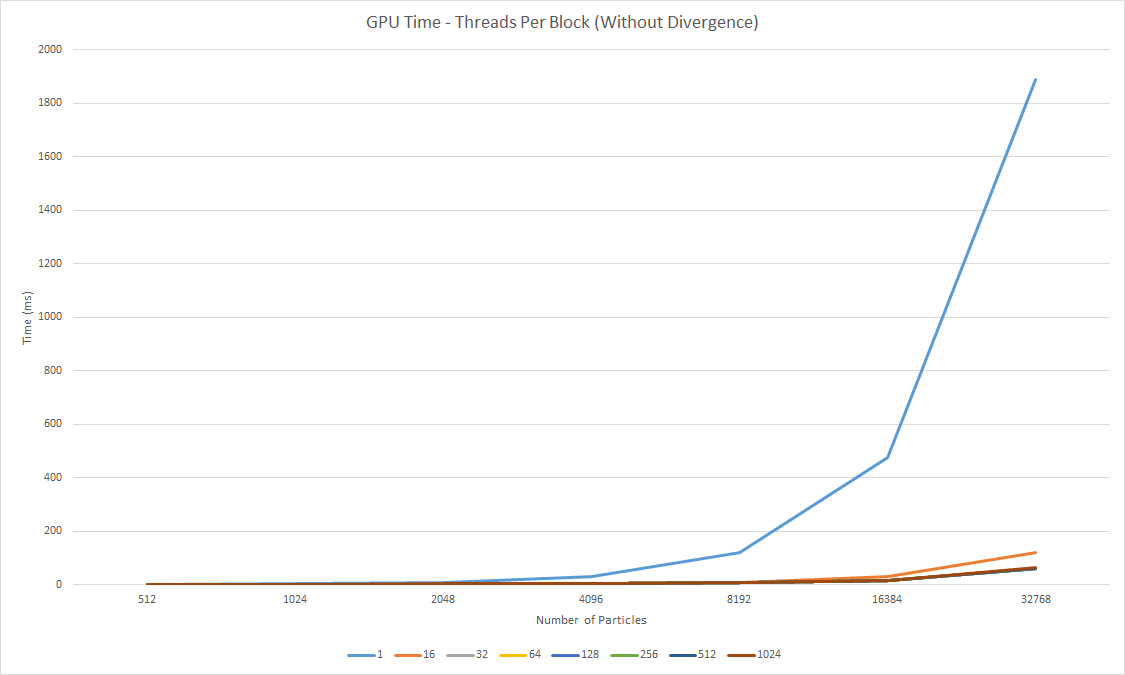 GPU Time - Threads Per Block (Without Divergence)
2000
1800
1600
1400
1200
1000
800
600
400
200
0
Time (ms)
512 1024 2048 4096 8192 16384 32768
Number of Particles
1 16 32 64 128 256 512 1024